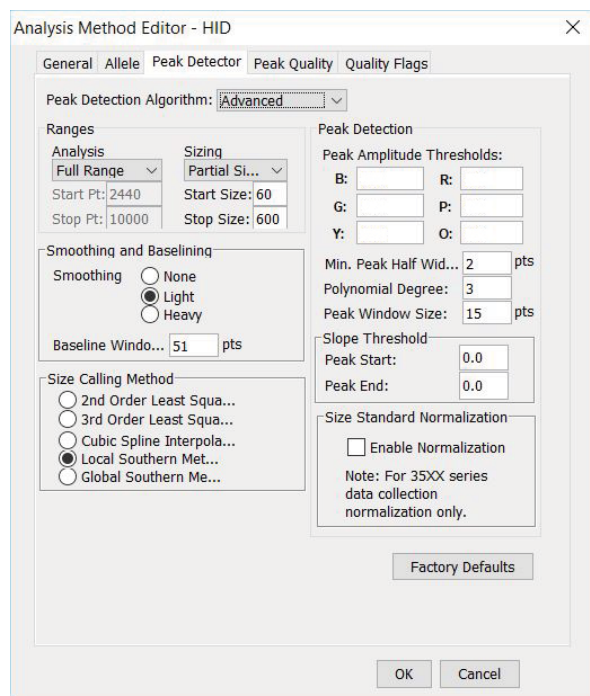 Analysis Method Editor - HID
General Allele Peak Detector Peak Quality Quality Flags
Peak Detection Algorithm: Advanced
Ranges
Analysis
Full Range
Start Pt: 2440
Stop Pt: 10000
Sizing
Partial Si...
Start Size: 60
Stop Size: 600
Smoothing and Baselining
Smoothing
None
Light
Heavy
Baseline Windo... 51 pts
Size Calling Method
2nd Order Least Squa...
3rd Order Least Squa...
Cubic Spline Interpola...
Local Southern Met...
Global Southern Me...
Peak Detection
Peak Amplitude Thresholds:
B: R:
G: P:
Y: O:
Min. Peak Half Wid... 2 pts
Polynomial Degree: 3
Peak Window Size: 15 pts
Slope Threshold
Peak Start: 0.0
Peak End: 0.0
Size Standard Normalization
Enable Normalization
Note: For 35XX series
data collection
normalization only.
Factory Defaults
OK Cancel